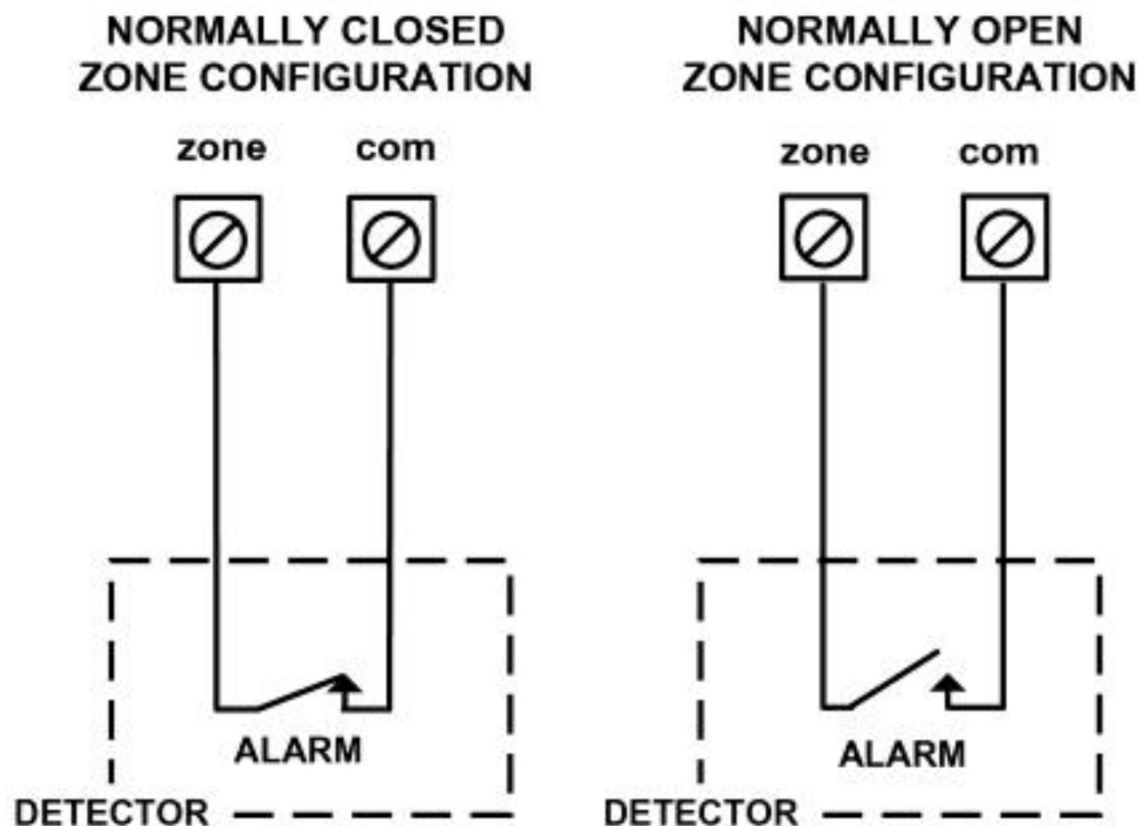 NORMALLY CLOSED
ZONE CONFIGURATION
zone com
ALARM
DETECTOR
NORMALLY OPEN
ZONE CONFIGURATION
zone com
ALARM
DETECTOR